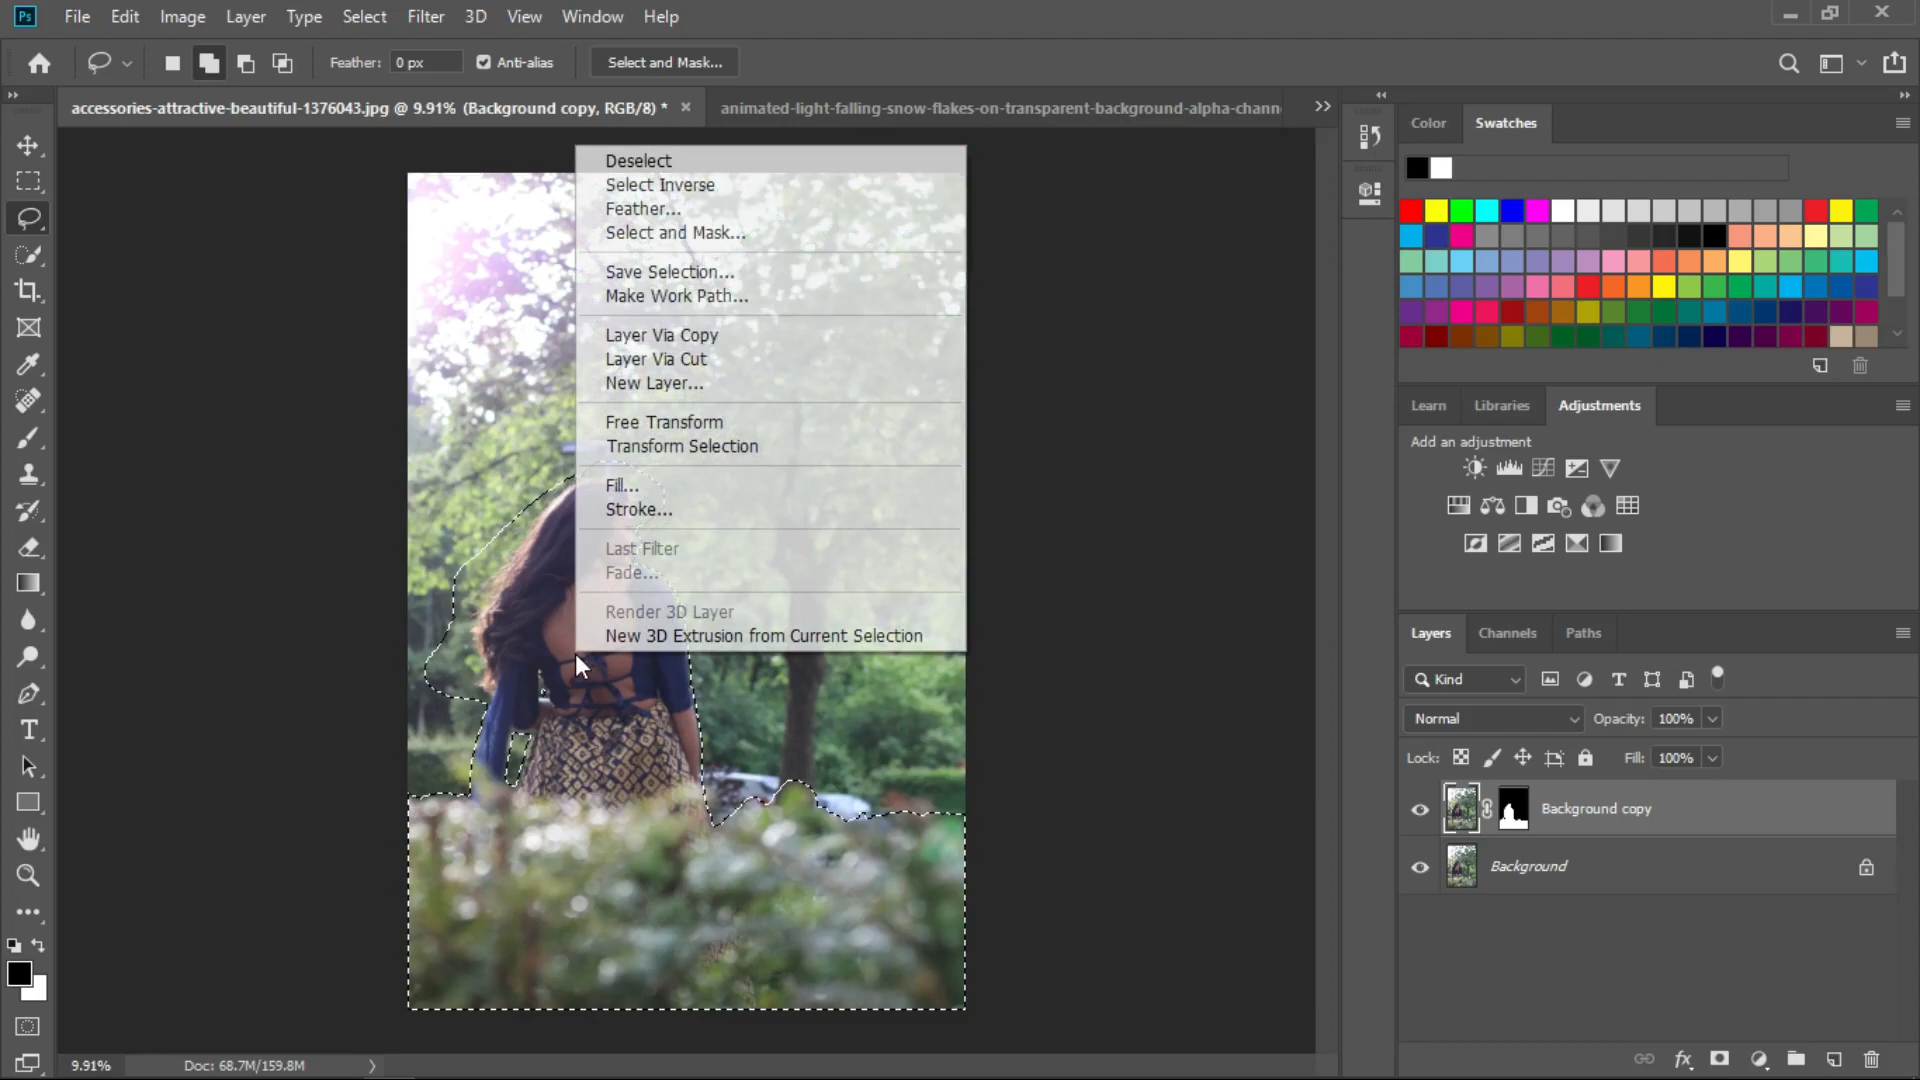 Ps File Edit Image Layer Type Select Filter 3D View Window Help
Feather: 0 px Anti-alias Select and Mask...
accessories-attractive-beautiful-1376043.jpg @ 9.91% (Background copy, RGB/8) *
animated-light-falling-snow-flakes-on-transparent-background-alpha-chann
Deselect
Select Inverse
Feather...
Select and Mask...
Save Selection...
Make Work Path...
Layer Via Copy
Layer Via Cut
New Layer...
Free Transform
Transform Selection
Fill...
Stroke...
Last Filter
Fade...
Render 3D Layer
New 3D Extrusion from Current Selection
Color Swatches
Learn Libraries Adjustments
Add an adjustment
Layers Channels Paths
Kind
Normal Opacity: 100%
Lock: Fill: 100%
Background copy
Background
9.91% Doc: 68.7M/159.8M